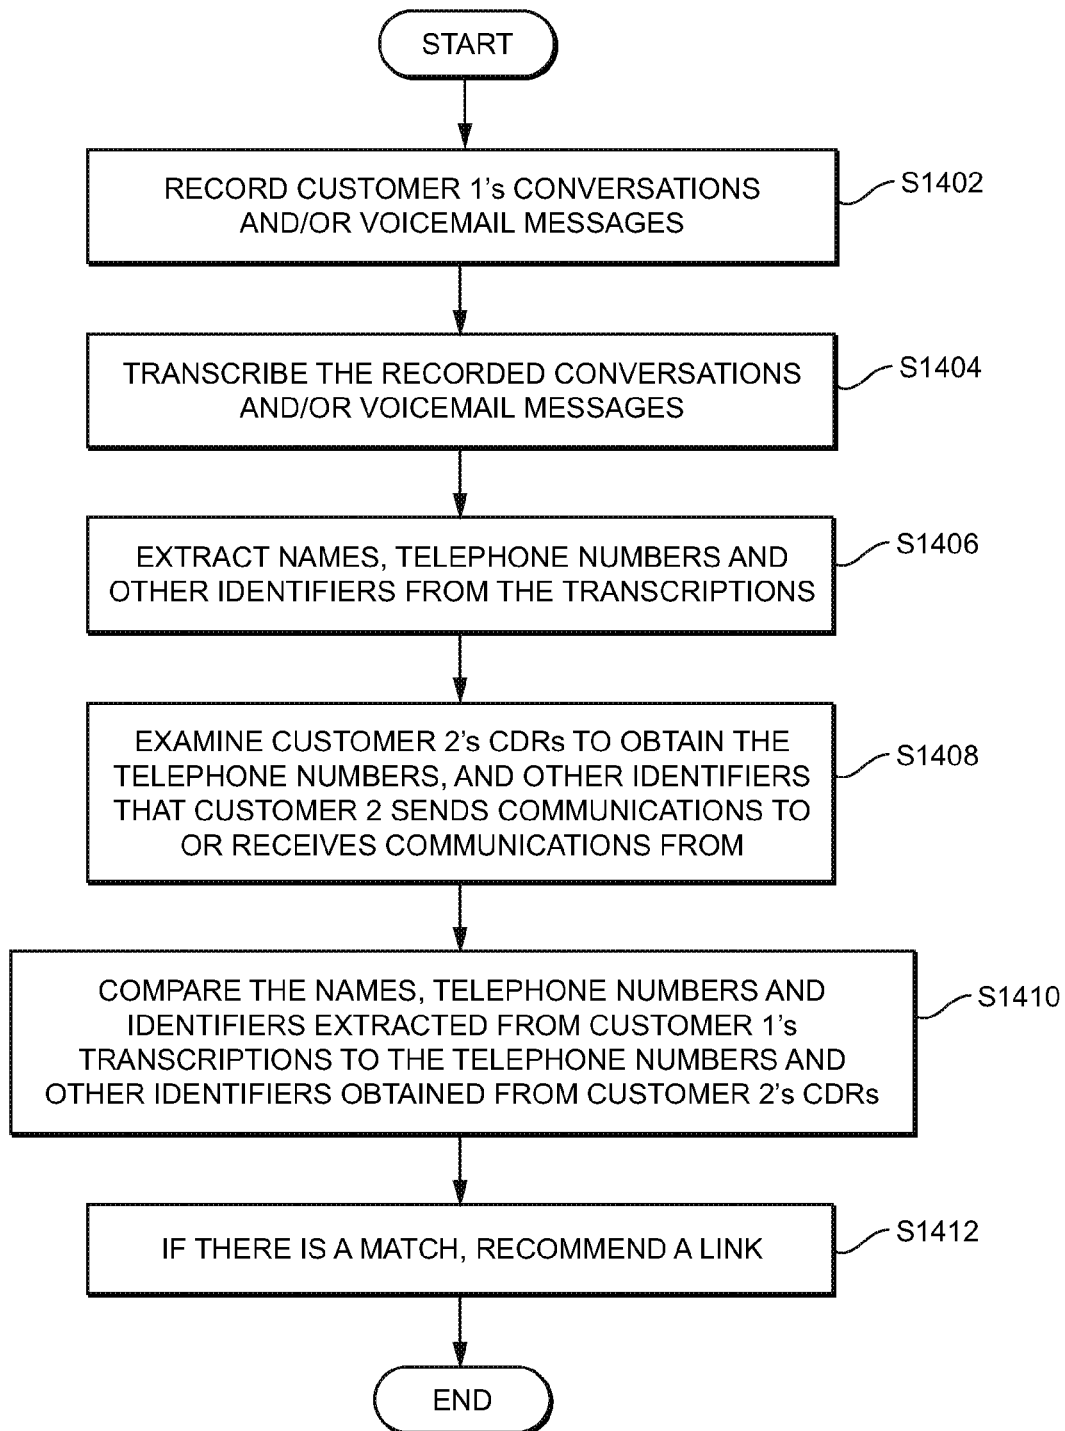 START
RECORD CUSTOMER 1's CONVERSATIONS
AND/OR VOICEMAIL MESSAGES
S1402
TRANSCRIBE THE RECORDED CONVERSATIONS
AND/OR VOICEMAIL MESSAGES
S1404
EXTRACT NAMES, TELEPHONE NUMBERS AND
OTHER IDENTIFIERS FROM THE TRANSCRIPTIONS
S1406
EXAMINE CUSTOMER 2's CDRs TO OBTAIN THE
TELEPHONE NUMBERS, AND OTHER IDENTIFIERS
THAT CUSTOMER 2 SENDS COMMUNICATIONS TO
OR RECEIVES COMMUNICATIONS FROM
S1408
COMPARE THE NAMES, TELEPHONE NUMBERS AND
IDENTIFIERS EXTRACTED FROM CUSTOMER 1's
TRANSCRIPTIONS TO THE TELEPHONE NUMBERS AND
OTHER IDENTIFIERS OBTAINED FROM CUSTOMER 2's CDRs
S1410
IF THERE IS A MATCH, RECOMMEND A LINK
S1412
END